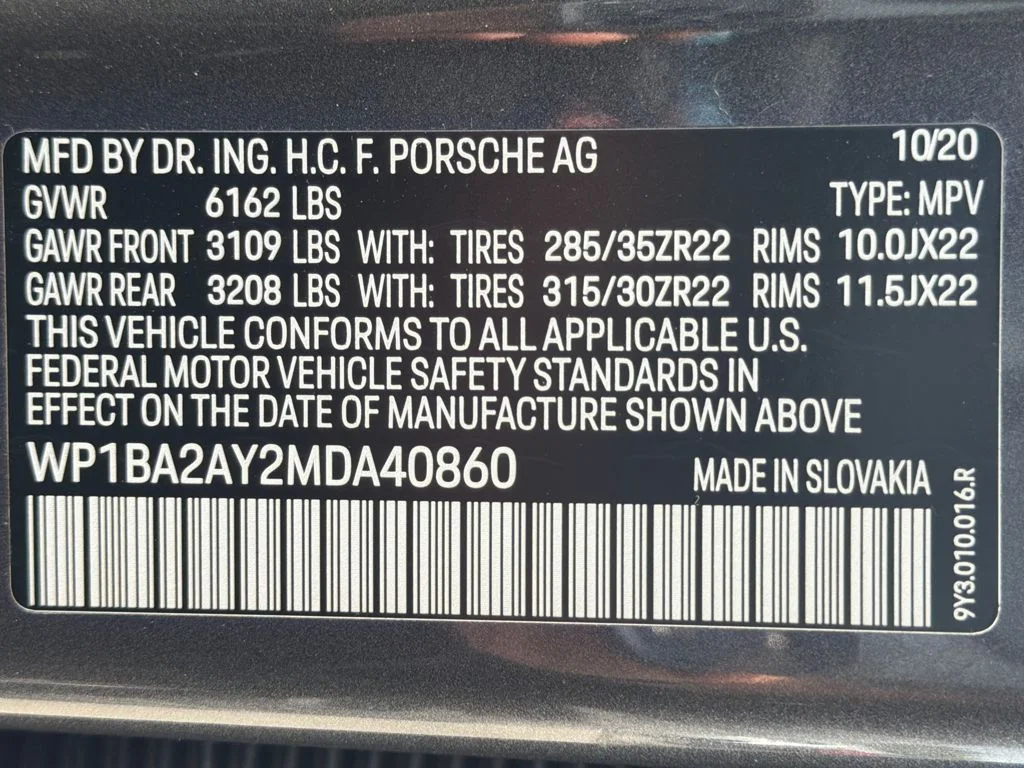 MFD BY DR. ING. H.C. F. PORSCHE AG 10/20
GVWR 6162 LBS TYPE: MPV
GAWR FRONT 3109 LBS WITH: TIRES 285/35ZR22 RIMS 10.0JX22
GAWR REAR 3208 LBS WITH: TIRES 315/30ZR22 RIMS 11.5JX22
THIS VEHICLE CONFORMS TO ALL APPLICABLE U.S.
FEDERAL MOTOR VEHICLE SAFETY STANDARDS IN
EFFECT ON THE DATE OF MANUFACTURE SHOWN ABOVE
WP1BA2AY2MDA40860 MADE IN SLOVAKIA
9Y3.010.016.R